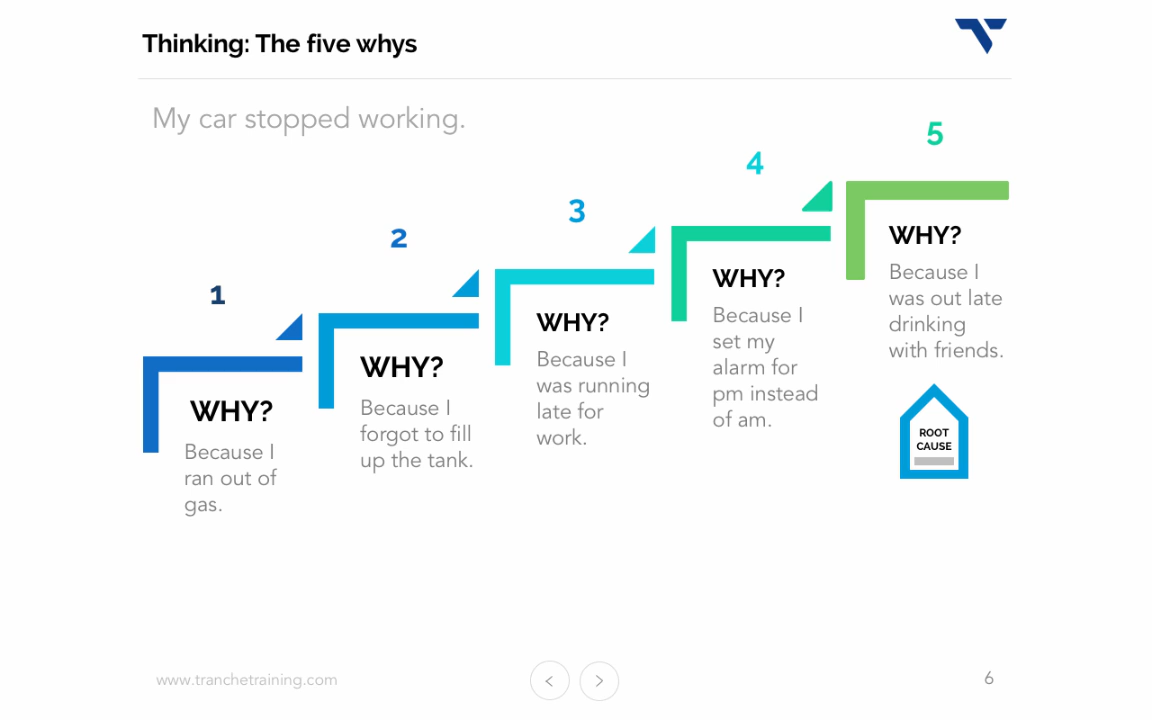 Thinking: The five whys
My car stopped working.
1
WHY?
Because I
ran out of
gas.
2
WHY?
Because I
forgot to fill
up the tank.
3
WHY?
Because I
was running
late for
work.
4
WHY?
Because I
set my
alarm for
pm instead
of am.
5
WHY?
Because I
was out late
drinking
with friends.
ROOT
CAUSE
www.tranchetraining.com
<
>
6